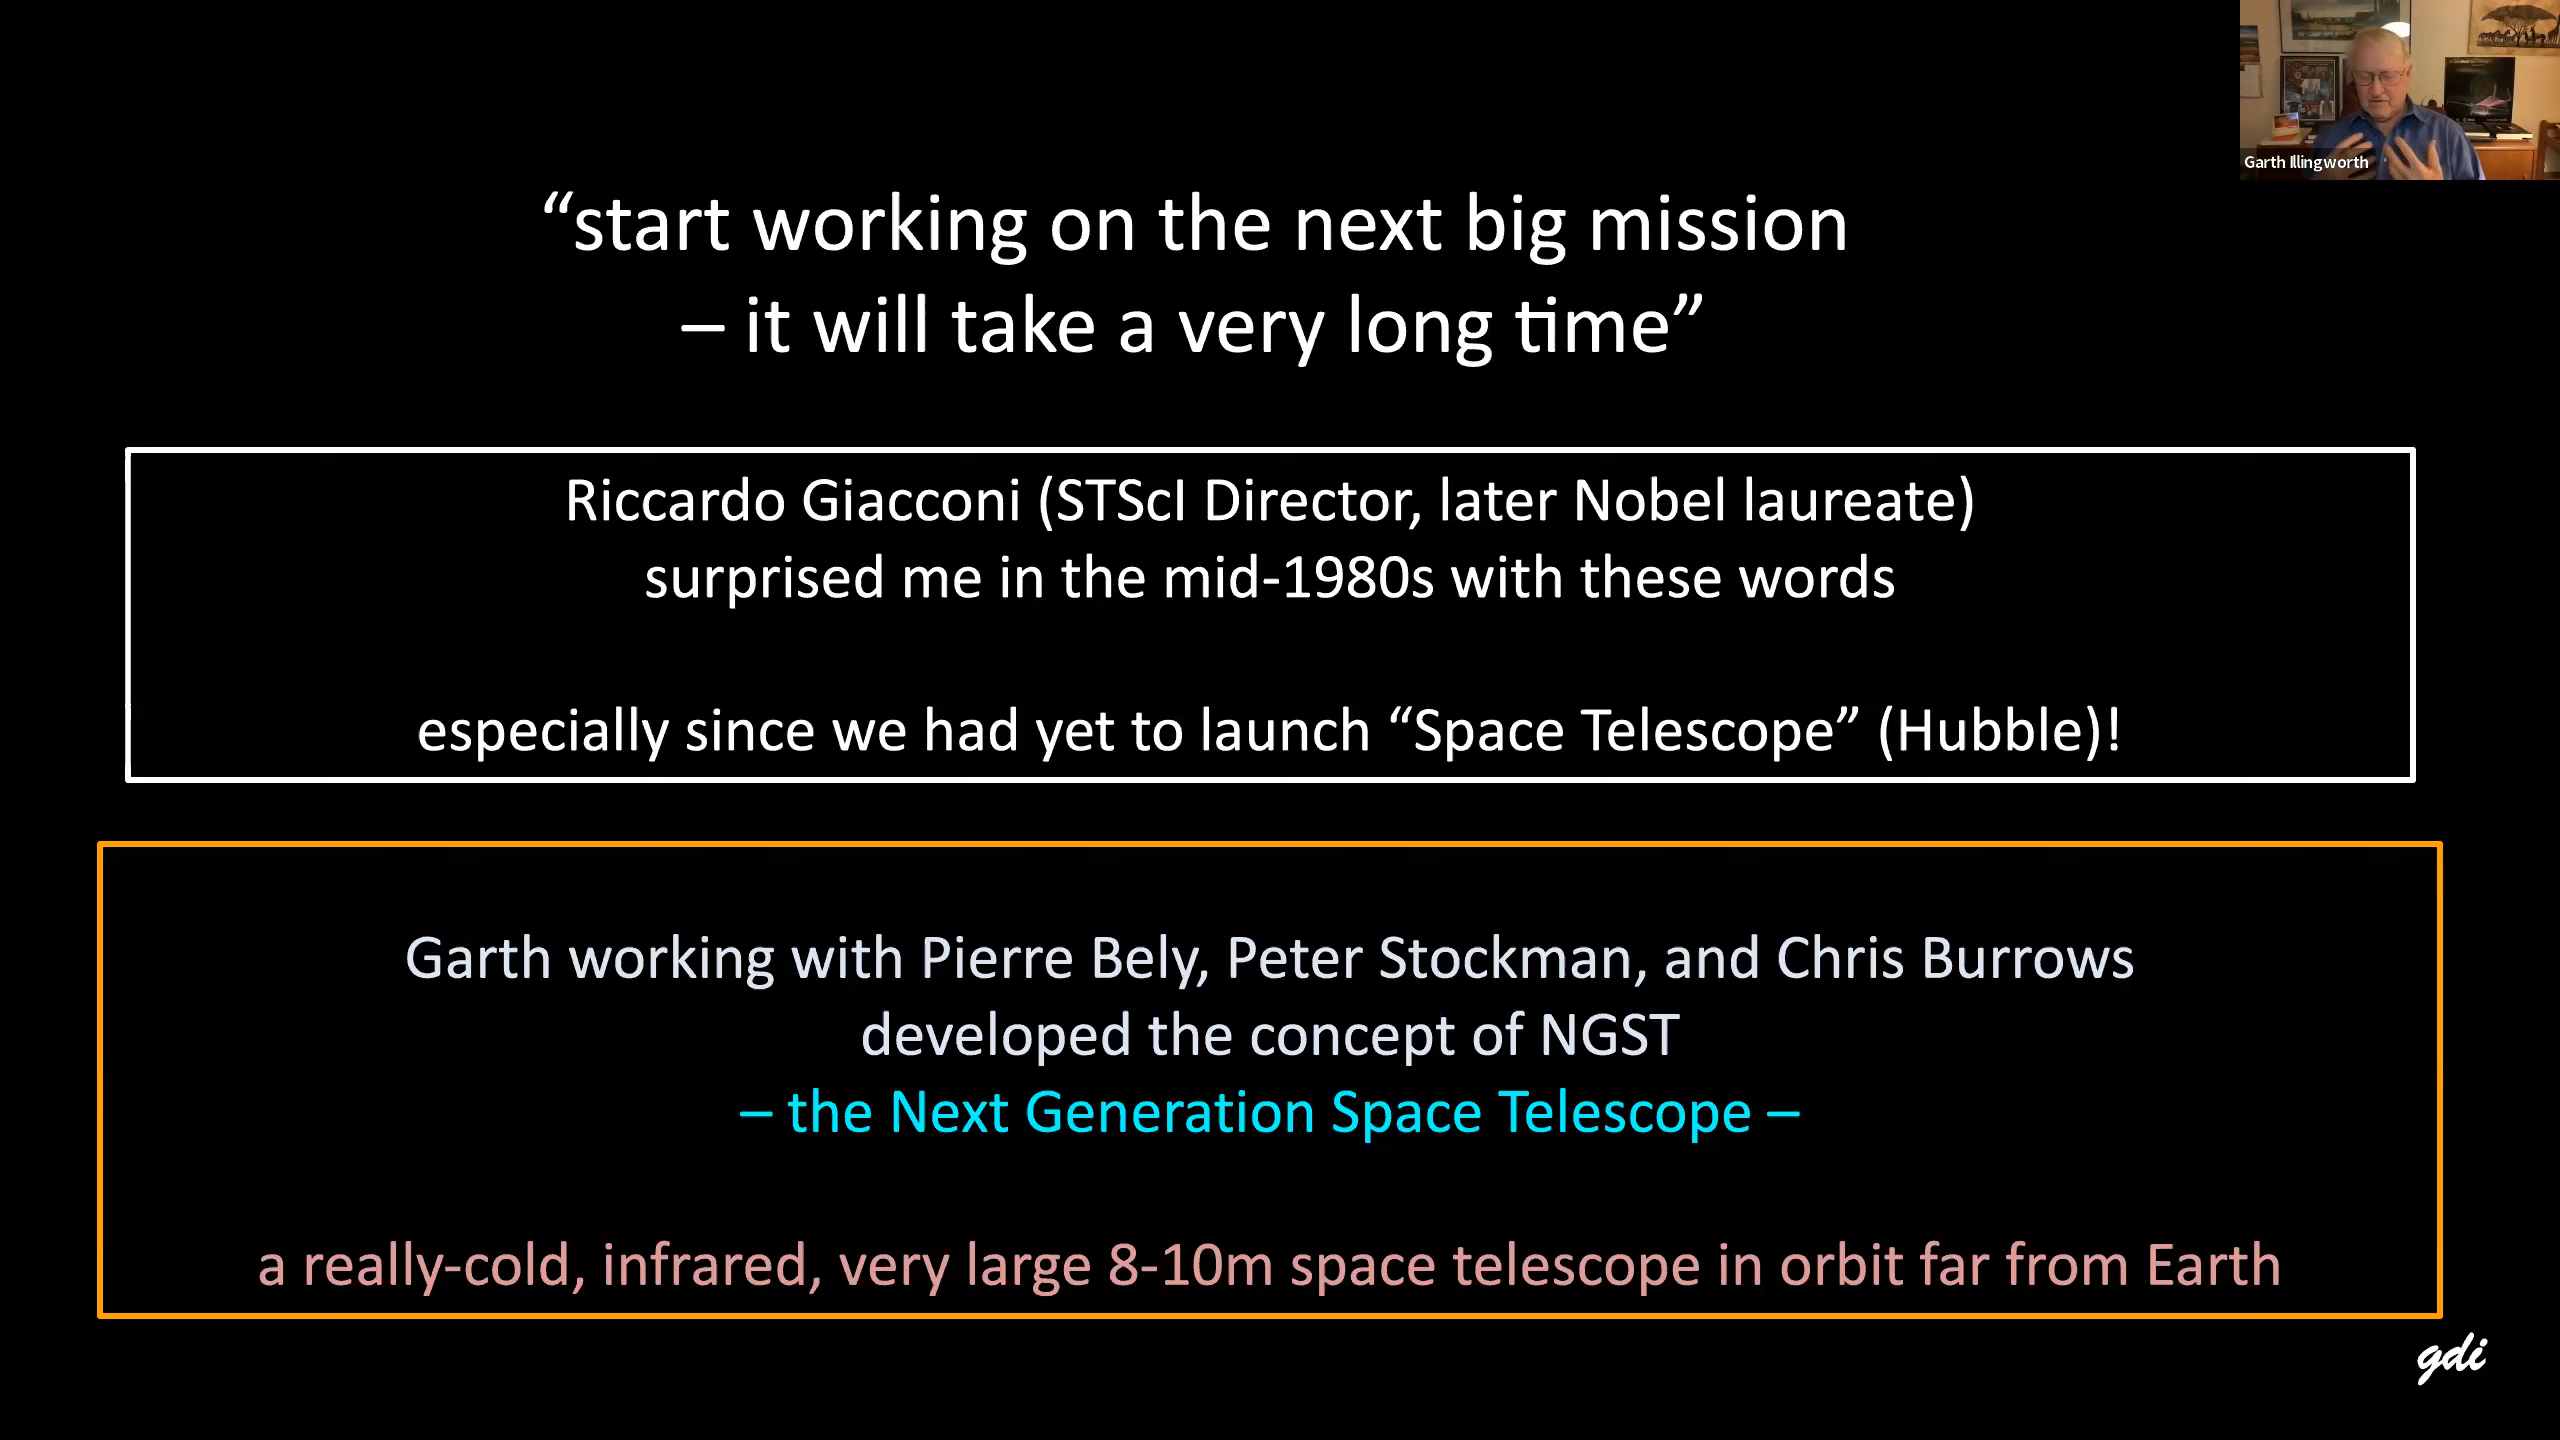 Garth Illingworth
“start working on the next big mission
– it will take a very long time”
Riccardo Giacconi (STScI Director, later Nobel laureate)
surprised me in the mid-1980s with these words
especially since we had yet to launch “Space Telescope” (Hubble)!
Garth working with Pierre Bely, Peter Stockman, and Chris Burrows
developed the concept of NGST
– the Next Generation Space Telescope –
a really-cold, infrared, very large 8-10m space telescope in orbit far from Earth
gdi